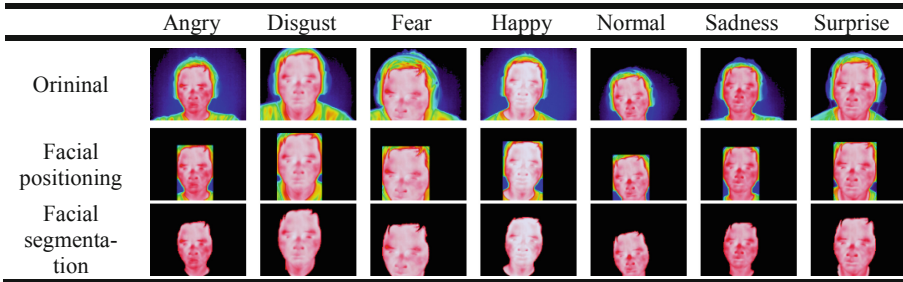 Angry Disgust Fear Happy Normal Sadness Surprise
Orininal
Facial
positioning
Facial
segmenta-
tion